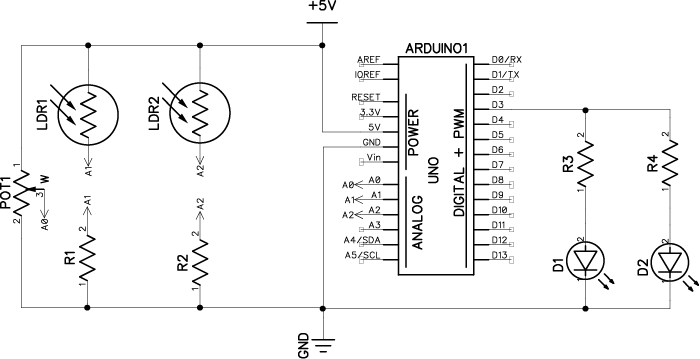 +5V
ARDUINO1
AREF
IOREF
RESET
3.3V
5V
GND
Vin
A0 A0
A1 A1
A2 A2
A3
A4/SDA
A5/SCL
POWER
ANALOG
UNO
DIGITAL + PWM
D0/RX
D1/TX
D2
D3
D4
D5
D6
D7
D8
D9
D10
D11
D12
D13
LDR1
LDR2
A1
A1
A2
A2
POT1
1
2
3
W
A0
R1
2
1
R2
2
1
R3
2
1
R4
2
1
D1
2
1
D2
2
1
GND